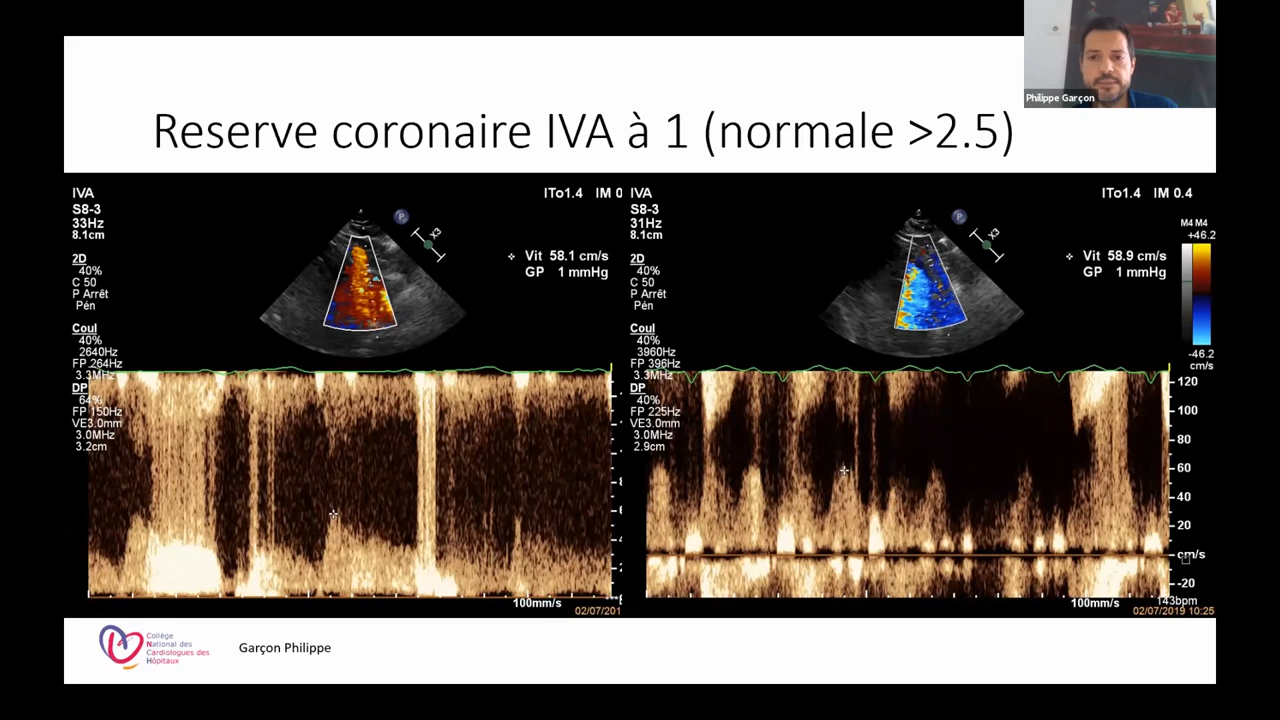 Philippe Garçon
Reserve coronaire IVA à 1 (normale >2.5)
IVA
S8-3
33Hz
8.1cm
2D
40%
C 50
P Arrêt
Pén
Coul
40%
2640Hz
FP 264Hz
3.3MHz
DP
64%
FP 150Hz
VE3.0mm
3.0MHz
3.2cm
ITo1.4 IM 0
P
x3
Vit 58.1 cm/s
GP 1 mmHg
100mm/s
02/07/201
IVA
S8-3
31Hz
8.1cm
2D
40%
C 50
P Arrêt
Pén
Coul
40%
3960Hz
FP 396Hz
3.3MHz
DP
40%
FP 225Hz
VE3.0mm
3.0MHz
2.9cm
ITo1.4 IM 0.4
P
x3
Vit 58.9 cm/s
GP 1 mmHg
M4 M4
+46.2
-46.2
cm/s
120
100
80
60
40
20
cm/s
-20
143bpm
100mm/s
02/07/2019 10:25
Collège
National des
Cardiologues des
Hôpitaux
Garçon Philippe